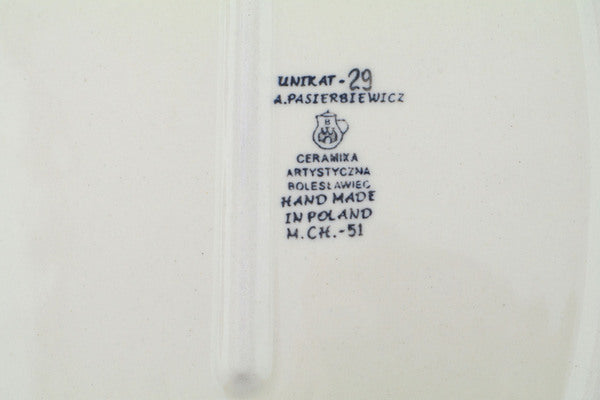 UNIKAT - 29
A. PASIERBIEWICZ
B
CERAMIKA
ARTYSTYCZNA
BOLESŁAWIEC
HAND MADE
IN POLAND
M. CH. - 51